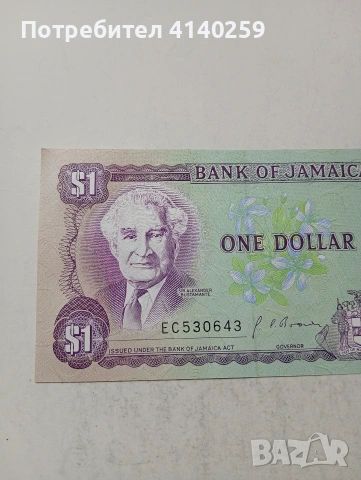 Потребител 4140259
$1
BANK OF JAMAICA
ONE DOLLAR
SIR ALEXANDER
BUSTAMANTE
EC530643
$1
ISSUED UNDER THE BANK OF JAMAICA ACT
GOVERNOR
BAZAR